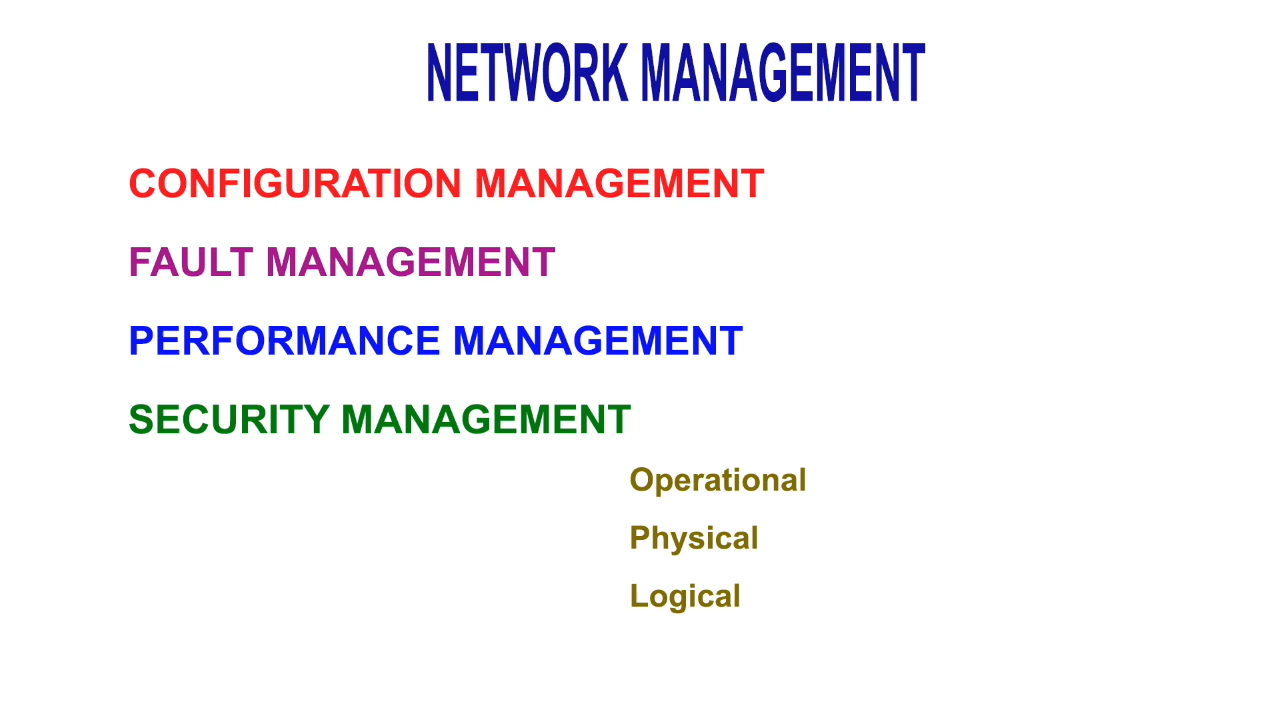 NETWORK MANAGEMENT
CONFIGURATION MANAGEMENT
FAULT MANAGEMENT
PERFORMANCE MANAGEMENT
SECURITY MANAGEMENT
Operational
Physical
Logical